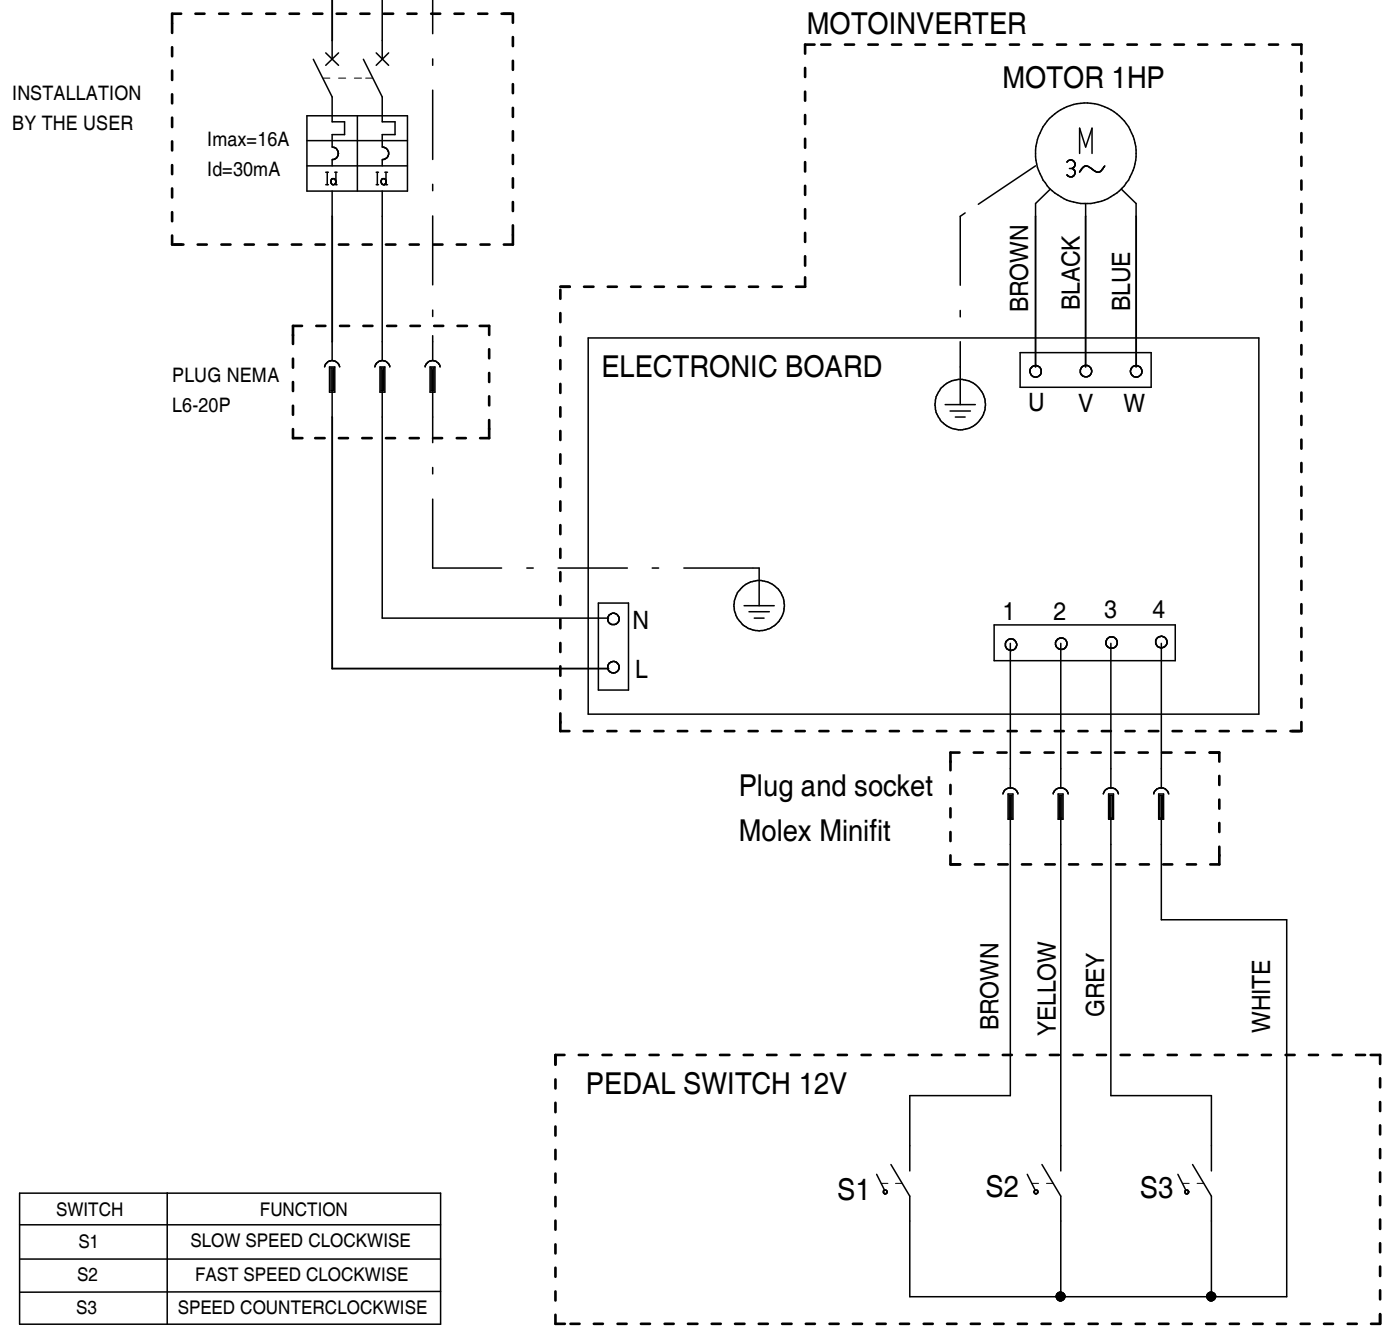 MOTOINVERTER
MOTOR 1HP
M
3~
INSTALLATION
BY THE USER
Imax=16A
Id=30mA
Id Id
BROWN
BLACK
BLUE
PLUG NEMA
L6-20P
ELECTRONIC BOARD
U V W
N
L
1 2 3 4
Plug and socket
Molex Minifit
BROWN
YELLOW
GREY
WHITE
PEDAL SWITCH 12V
S1 S2 S3
SWITCH FUNCTION
S1 SLOW SPEED CLOCKWISE
S2 FAST SPEED CLOCKWISE
S3 SPEED COUNTERCLOCKWISE